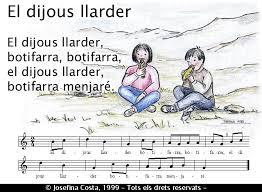 El dijous llarder
El dijous llarder,
botifarra, botifarra,
el dijous llarder,
botifarra menjaré.
© Josefina Costa, 1999 – Tots els drets reservats –